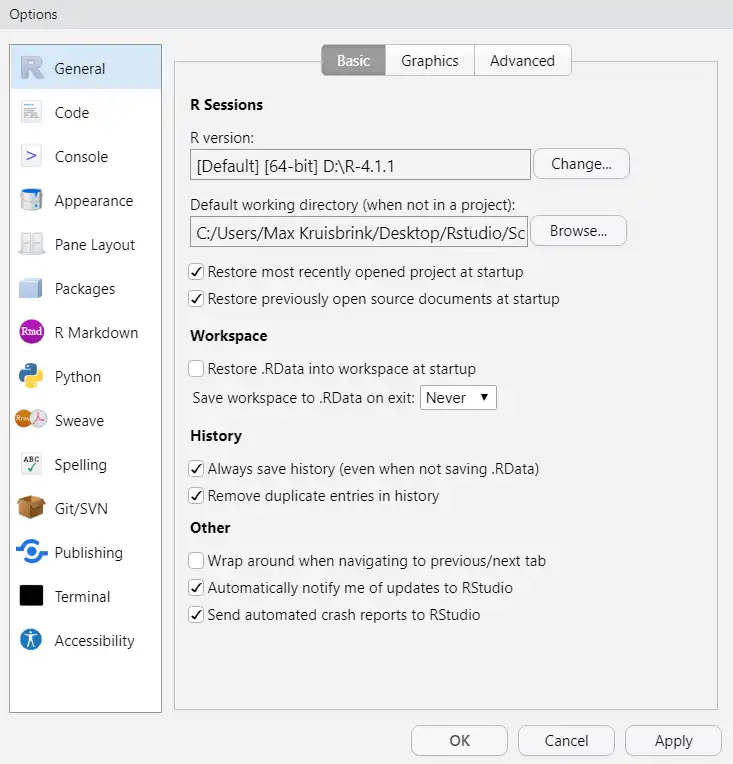 Options
General
Code
Console
Appearance
Pane Layout
Packages
Rmd R Markdown
Python
Sweave
ABC Spelling
Git/SVN
Publishing
Terminal
Accessibility
Basic Graphics Advanced
R Sessions
R version:
[Default] [64-bit] D:\R-4.1.1 Change...
Default working directory (when not in a project):
C:/Users/Max Kruisbrink/Desktop/Rstudio/Sc Browse...
Restore most recently opened project at startup
Restore previously open source documents at startup
Workspace
Restore .RData into workspace at startup
Save workspace to .RData on exit: Never
History
Always save history (even when not saving .RData)
Remove duplicate entries in history
Other
Wrap around when navigating to previous/next tab
Automatically notify me of updates to RStudio
Send automated crash reports to RStudio
OK Cancel Apply